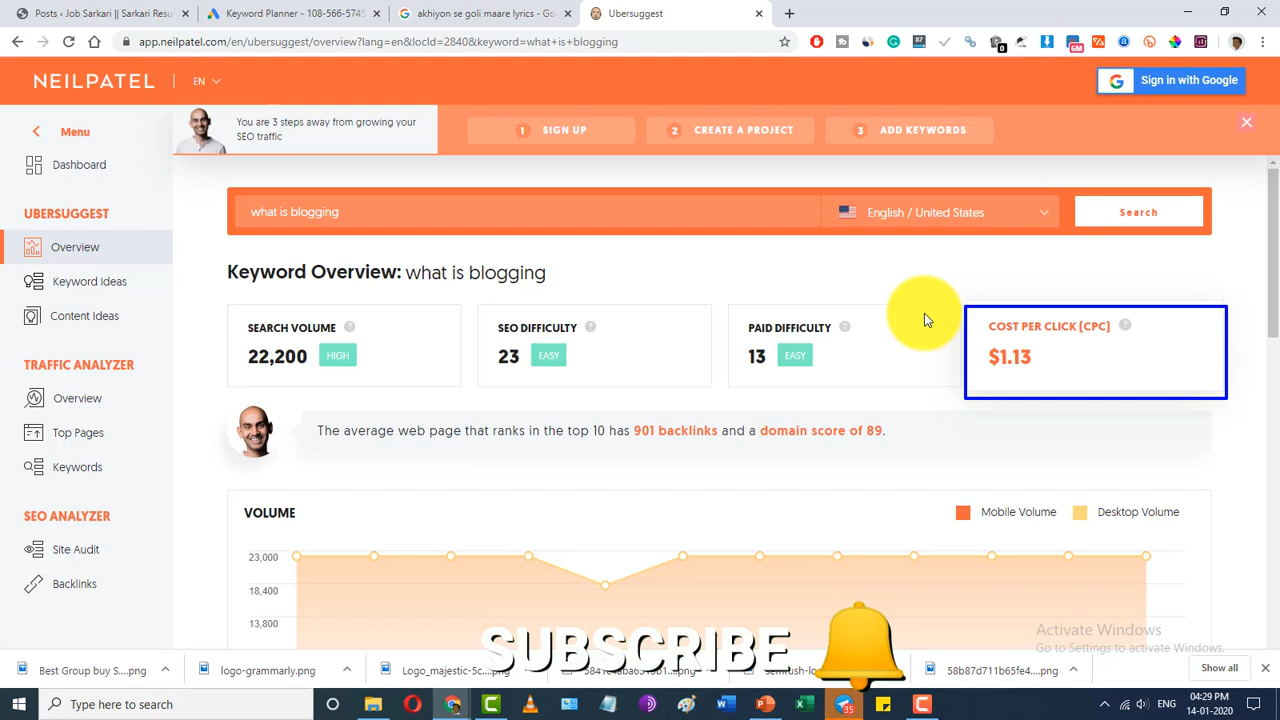 Posts ‹ Job Sarkari || Sarkari Resu
Keyword Planner - 108-566-5745
akhiyon se goli maare lyrics - Go
Ubersuggest
app.neilpatel.com/en/ubersuggest/overview?lang=en&locId=2840&keyword=what+is+blogging
NEILPATEL
EN
Sign in with Google
Menu
You are 3 steps away from growing your
SEO traffic
1 SIGN UP
2 CREATE A PROJECT
3 ADD KEYWORDS
Dashboard
UBERSUGGEST
Overview
Keyword Ideas
Content Ideas
TRAFFIC ANALYZER
Overview
Top Pages
Keywords
SEO ANALYZER
Site Audit
Backlinks
what is blogging
English / United States
Search
Keyword Overview: what is blogging
SEARCH VOLUME ?
22,200 HIGH
SEO DIFFICULTY ?
23 EASY
PAID DIFFICULTY ?
13 EASY
COST PER CLICK (CPC) ?
$1.13
The average web page that ranks in the top 10 has 901 backlinks and a domain score of 89.
VOLUME
Mobile Volume
Desktop Volume
23,000
18,400
13,800
SUBSCRIBE
Activate Windows
Go to Settings to activate Windows.
Best Group buy S....png
logo-grammarly.png
Logo_majestic-5c....png
58b87d711b65fe4....png
Show all
Type here to search
35
ENG
04:29 PM
14-01-2020